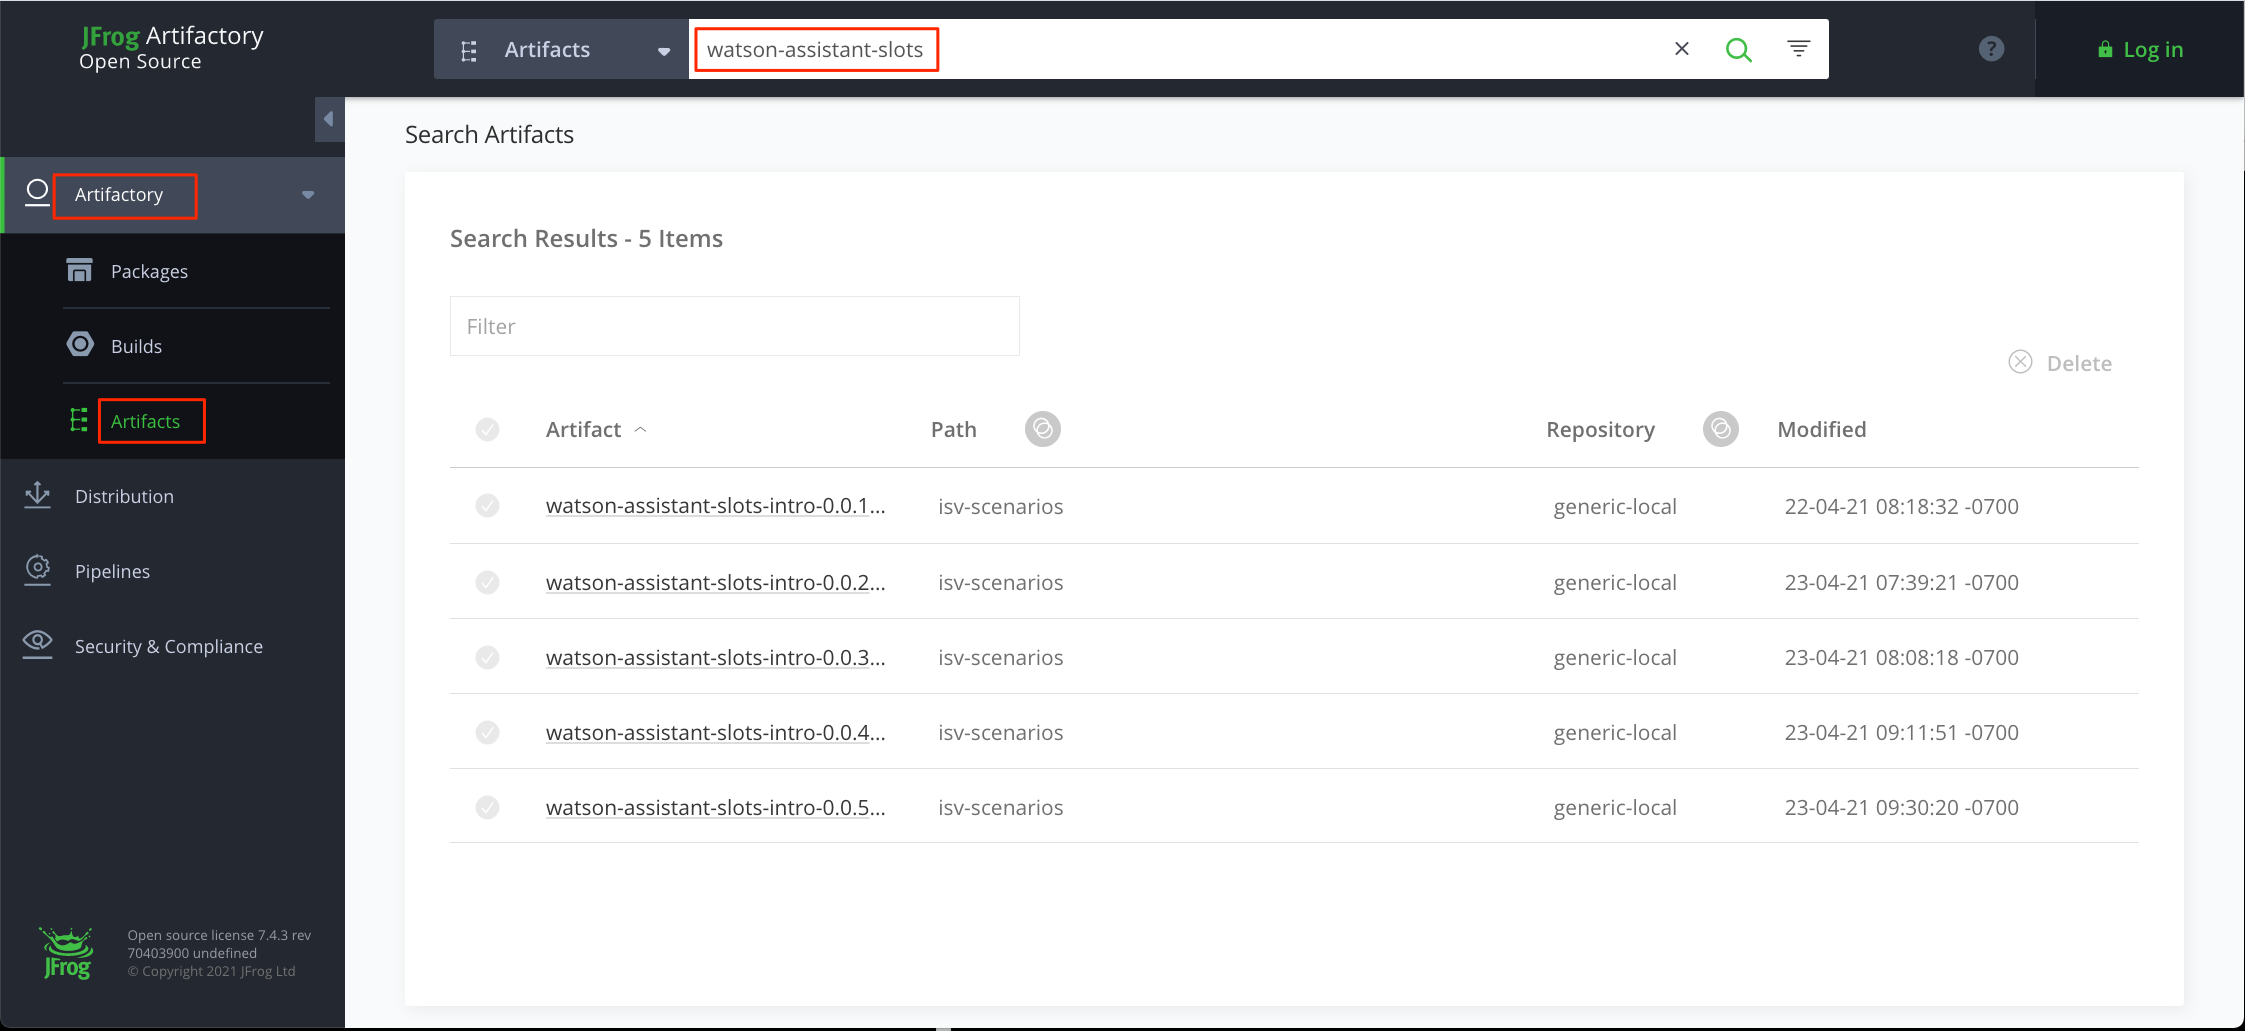 JFrog Artifactory
Open Source
Artifacts
watson-assistant-slots
?
Log in
Artifactory
Packages
Builds
Artifacts
Distribution
Pipelines
Security & Compliance
Search Artifacts
Search Results - 5 Items
Filter
Delete
Artifact Path Repository Modified
watson-assistant-slots-intro-0.0.1... isv-scenarios generic-local 22-04-21 08:18:32 -0700
watson-assistant-slots-intro-0.0.2... isv-scenarios generic-local 23-04-21 07:39:21 -0700
watson-assistant-slots-intro-0.0.3... isv-scenarios generic-local 23-04-21 08:08:18 -0700
watson-assistant-slots-intro-0.0.4... isv-scenarios generic-local 23-04-21 09:11:51 -0700
watson-assistant-slots-intro-0.0.5... isv-scenarios generic-local 23-04-21 09:30:20 -0700
JFrog
Open source license 7.4.3 rev
70403900 undefined
© Copyright 2021 JFrog Ltd